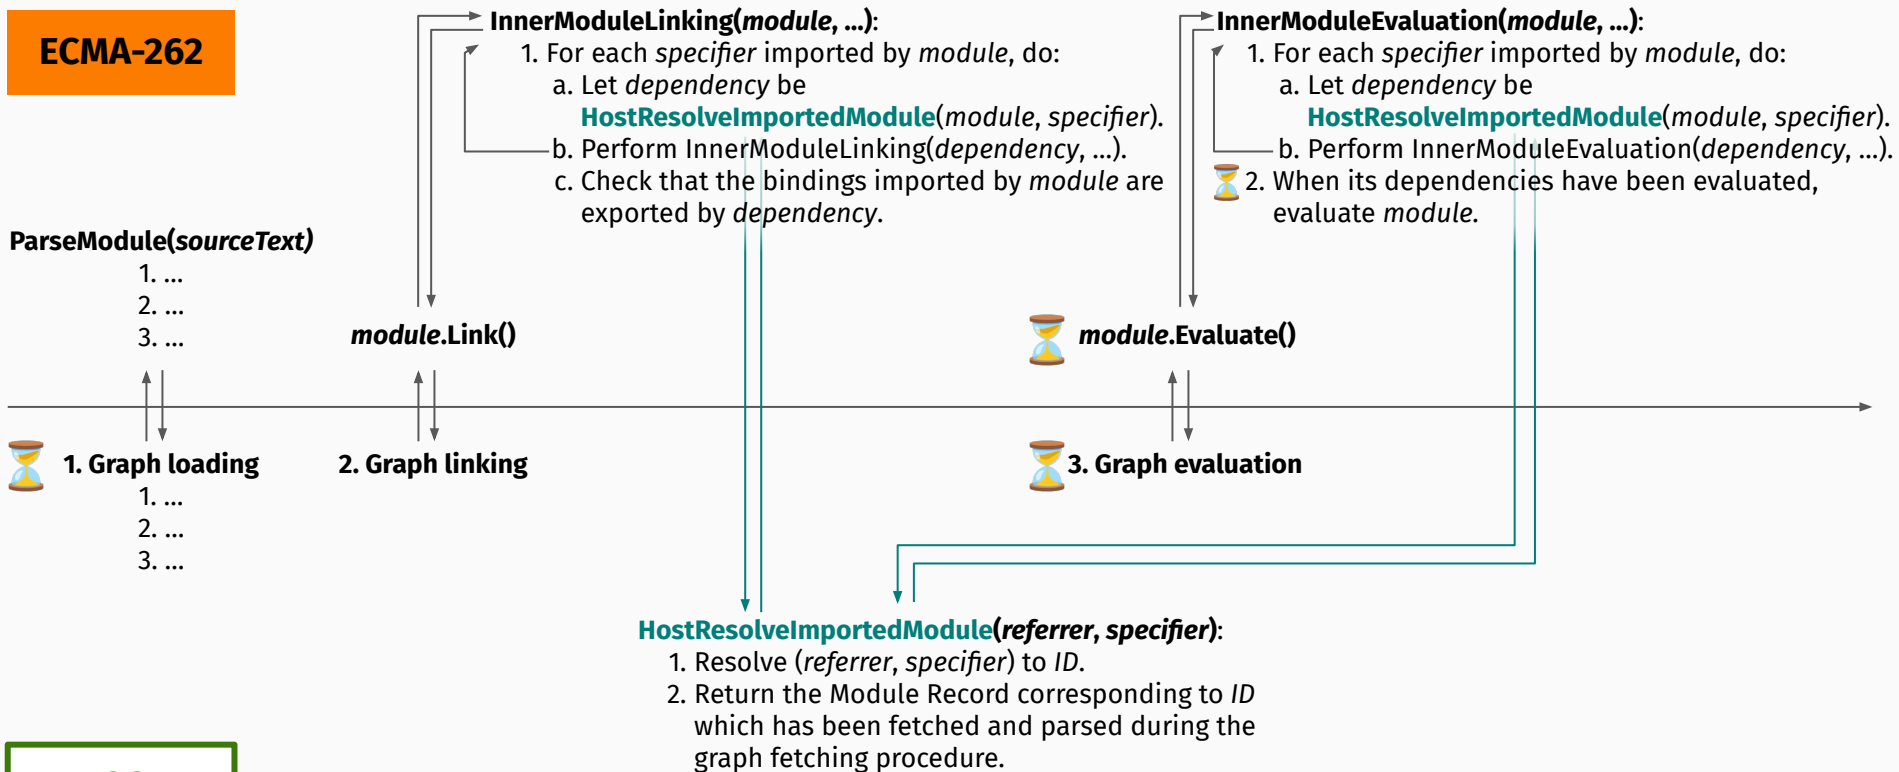 ECMA-262
InnerModuleLinking(module, ...):
1. For each specifier imported by module, do:
a. Let dependency be
HostResolveImportedModule(module, specifier).
b. Perform InnerModuleLinking(dependency, ...).
c. Check that the bindings imported by module are
exported by dependency.
InnerModuleEvaluation(module, ...):
1. For each specifier imported by module, do:
a. Let dependency be
HostResolveImportedModule(module, specifier).
b. Perform InnerModuleEvaluation(dependency, ...).
2. When its dependencies have been evaluated,
evaluate module.
ParseModule(sourceText)
1. ...
2. ...
3. ...
module.Link()
module.Evaluate()
1. Graph loading
1. ...
2. ...
3. ...
2. Graph linking
3. Graph evaluation
HostResolveImportedModule(referrer, specifier):
1. Resolve (referrer, specifier) to ID.
2. Return the Module Record corresponding to ID
which has been fetched and parsed during the
graph fetching procedure.